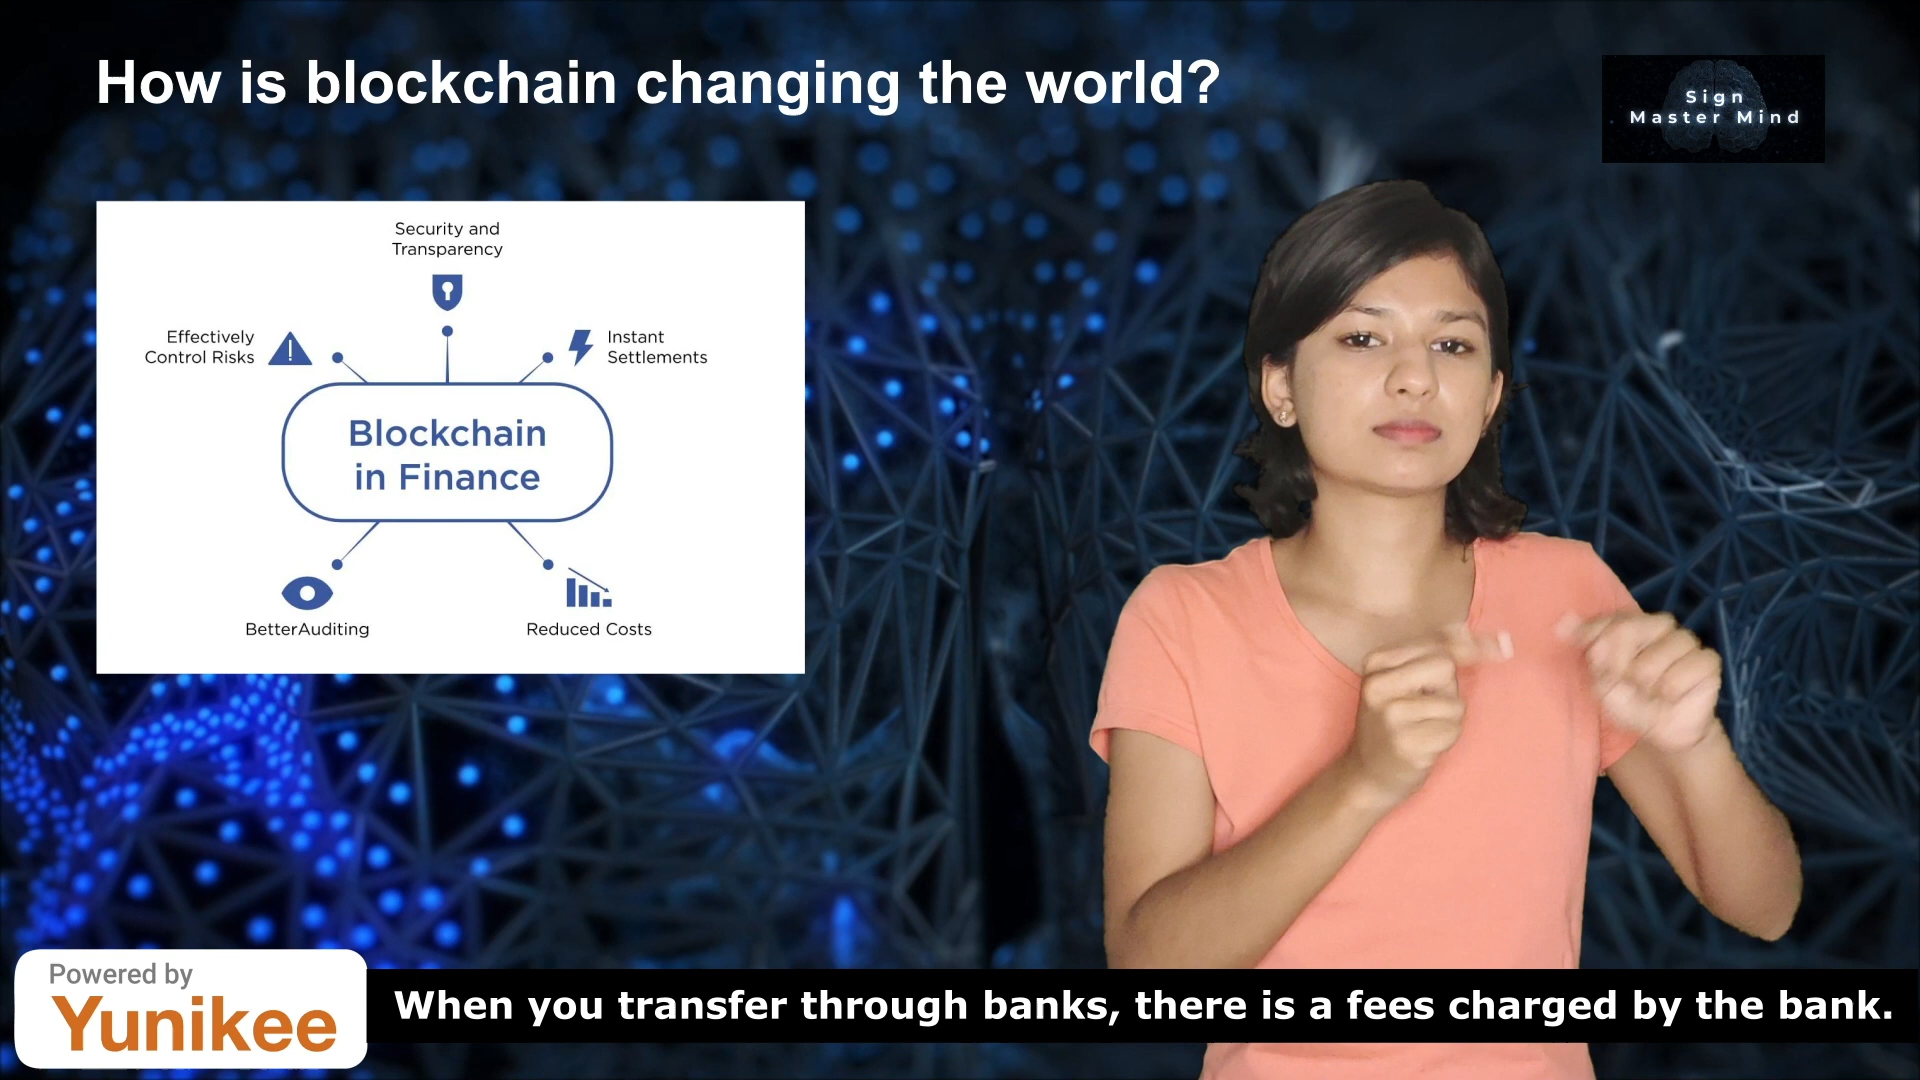 How is blockchain changing the world?
Sign
Master Mind
Security and
Transparency
Effectively
Control Risks
Instant
Settlements
Blockchain
in Finance
BetterAuditing
Reduced Costs
Powered by
Yunikee
When you transfer through banks, there is a fees charged by the bank.